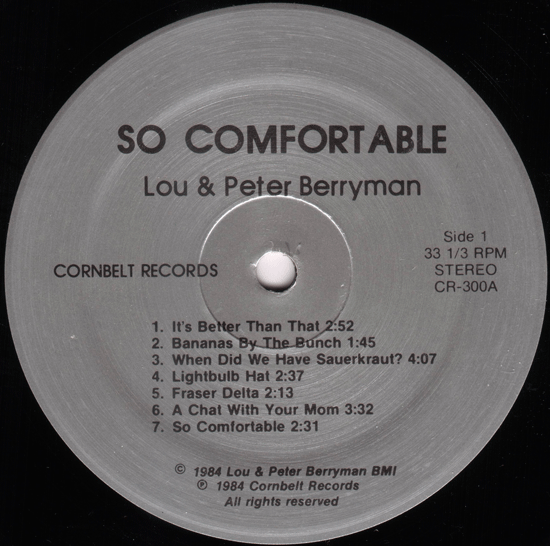 SO COMFORTABLE
Lou & Peter Berryman
CORNBELT RECORDS
Side 1
33 1/3 RPM
STEREO
CR-300A
1. It's Better Than That 2:52
2. Bananas By The Bunch 1:45
3. When Did We Have Sauerkraut? 4:07
4. Lightbulb Hat 2:37
5. Fraser Delta 2:13
6. A Chat With Your Mom 3:32
7. So Comfortable 2:31
© 1984 Lou & Peter Berryman BMI
℗ 1984 Cornbelt Records
All rights reserved